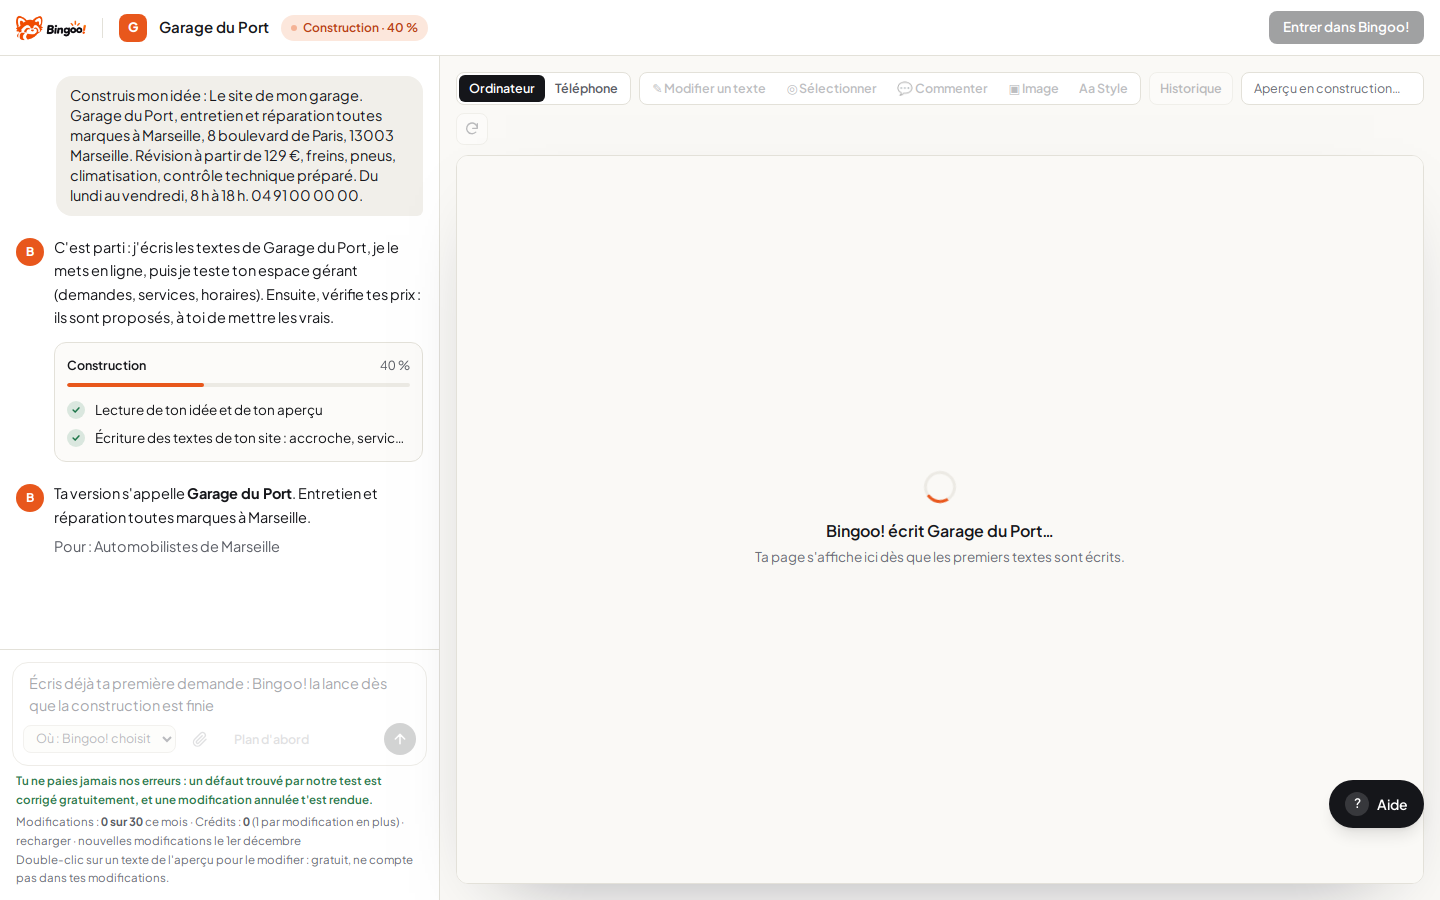 Bingoo!
G
Garage du Port
Construction · 40 %
Entrer dans Bingoo!
Construis mon idée : Le site de mon garage.
Garage du Port, entretien et réparation toutes
marques à Marseille, 8 boulevard de Paris, 13003
Marseille. Révision à partir de 129 €, freins, pneus,
climatisation, contrôle technique préparé. Du
lundi au vendredi, 8 h à 18 h. 04 91 00 00 00.
B
C'est parti : j'écris les textes de Garage du Port, je le
mets en ligne, puis je teste ton espace gérant
(demandes, services, horaires). Ensuite, vérifie tes prix :
ils sont proposés, à toi de mettre les vrais.
Construction
40 %
Lecture de ton idée et de ton aperçu
Écriture des textes de ton site : accroche, servic…
B
Ta version s'appelle Garage du Port. Entretien et
réparation toutes marques à Marseille.
Pour : Automobilistes de Marseille
Écris déjà ta première demande : Bingoo! la lance dès
que la construction est finie
Où : Bingoo! choisit
Plan d'abord
Tu ne paies jamais nos erreurs : un défaut trouvé par notre test est
corrigé gratuitement, et une modification annulée t'est rendue.
Modifications : 0 sur 30 ce mois · Crédits : 0 (1 par modification en plus) ·
recharger · nouvelles modifications le 1er décembre
Double-clic sur un texte de l'aperçu pour le modifier : gratuit, ne compte
pas dans tes modifications.
Ordinateur
Téléphone
Modifier un texte
Sélectionner
Commenter
Image
Aa Style
Historique
Aperçu en construction…
Bingoo! écrit Garage du Port…
Ta page s'affiche ici dès que les premiers textes sont écrits.
? Aide